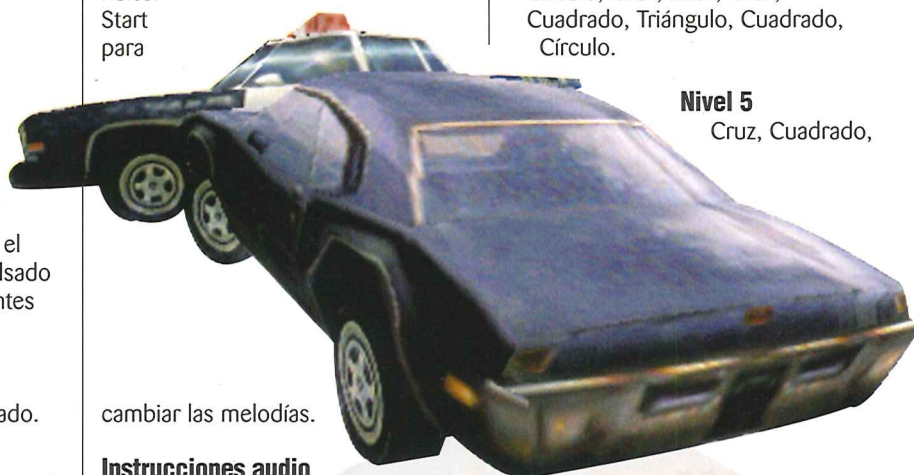 Start
para
el
lsado
ntes
ado.
cambiar las melodías.
Instrucciones audio
Cuadrado, Triángulo, Cuadrado,
Círculo.
Nivel 5
Cruz, Cuadrado,